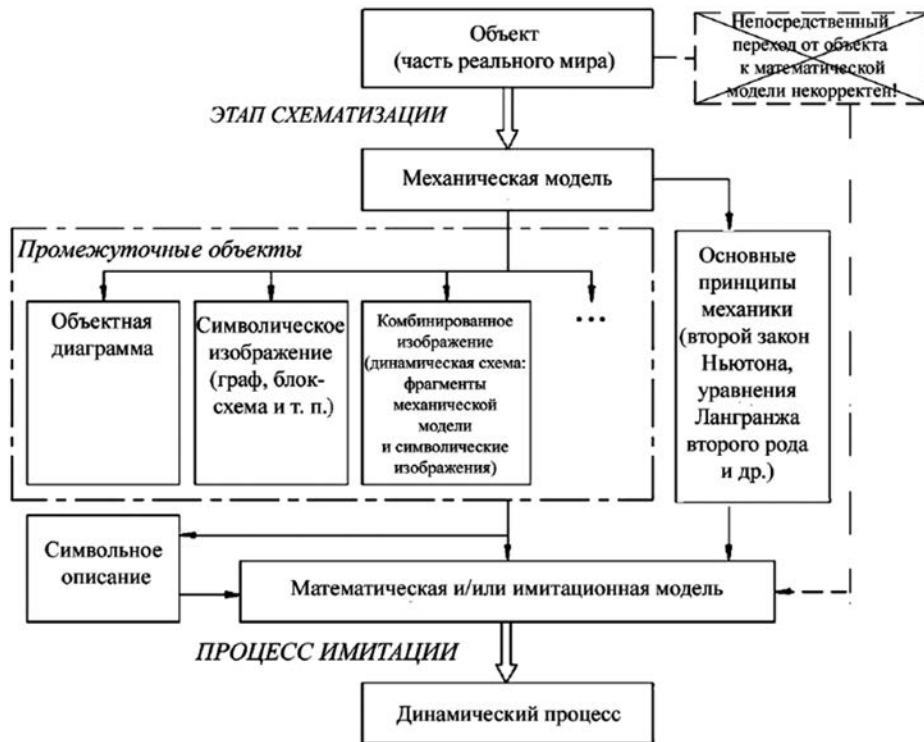 Объект
(часть реального мира)
Непосредственный
переход от объекта
к математической
модели некорректен!
ЭТАП СХЕМАТИЗАЦИИ
Механическая модель
Промежуточные объекты
Объектная
диаграмма
Символическое
изображение
(граф, блок-
схема и т. п.)
Комбинированное
изображение
(динамическая схема:
фрагменты
механической
модели
и символические
изображения)
...
Основные
принципы
механики
(второй закон
Ньютона,
уравнения
Лангранжа
второго рода
и др.)
Символьное
описание
Математическая и/или имитационная модель
ПРОЦЕСС ИМИТАЦИИ
Динамический процесс